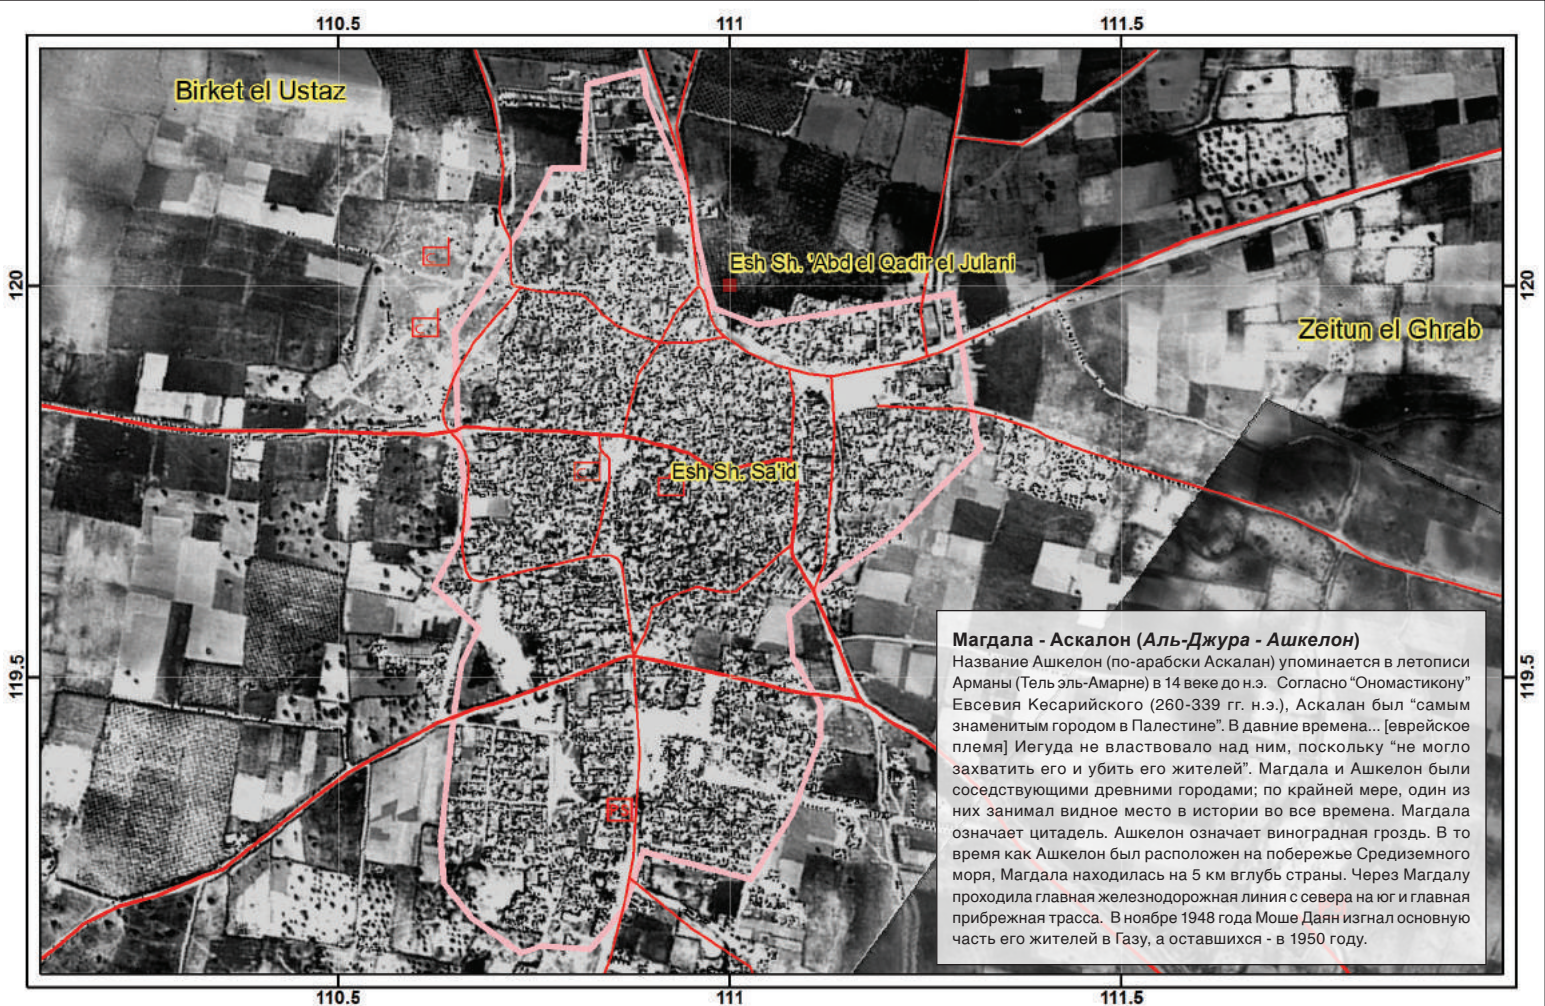 110.5
111
111.5
Birket el Ustaz
Esh Sh. 'Abd el Qadir el Julani
120
120
Zeitun el Ghrab
Esh Sh. Sa'id
119.5
119.5
PS
Магдала - Аскалон (Аль-Джура - Ашкелон)
Название Ашкелон (по-арабски Аскалан) упоминается в летописи
Арманы (Тель эль-Амарне) в 14 веке до н.э. Согласно “Ономастикону”
Евсевия Кесарийского (260-339 гг. н.э.), Аскалан был “самым
знаменитым городом в Палестине”. В давние времена... [еврейское
племя] Иегуда не властвовало над ним, поскольку “не могло
захватить его и убить его жителей”. Магдала и Ашкелон были
соседствующими древними городами; по крайней мере, один из
них занимал видное место в истории во все времена. Магдала
означает цитадель. Ашкелон означает виноградная гроздь. В то
время как Ашкелон был расположен на побережье Средиземного
моря, Магдала находилась на 5 км вглубь страны. Через Магдалу
проходила главная железнодорожная линия с севера на юг и главная
прибрежная трасса. В ноябре 1948 года Моше Даян изгнал основную
часть его жителей в Газу, а оставшихся - в 1950 году.
110.5
111
111.5